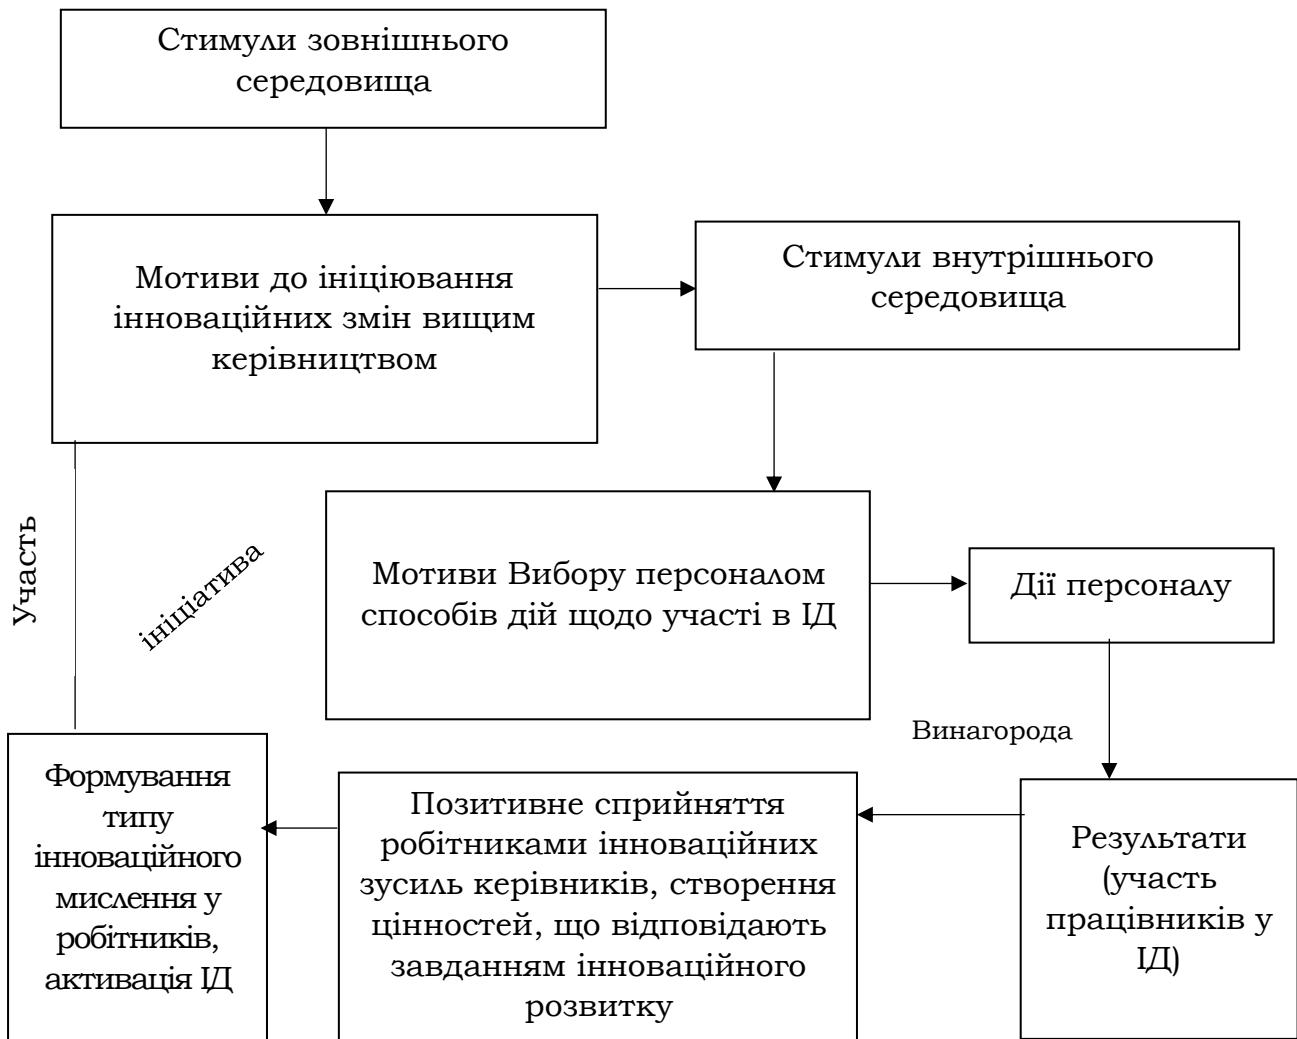 Стимули зовнішнього
середовища
Мотиви до ініціювання
інноваційних змін вищим
керівництвом
Стимули внутрішнього
середовища
Участь
ініціатива
Мотиви Вибору персоналом
способів дій щодо участі в ІД
Дії персоналу
Винагорода
Формування
типу
інноваційного
мислення у
робітників,
активація ІД
Позитивне сприйняття
робітниками інноваційних
зусиль керівників, створення
цінностей, що відповідають
завданням інноваційного
розвитку
Результати
(участь
працівників у
ІД)